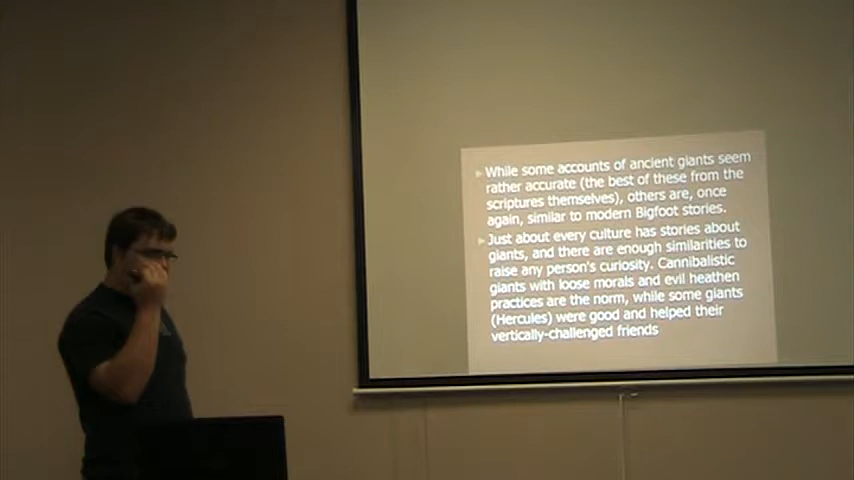 While some accounts of ancient giants seem
rather accurate (the best of these from the
scriptures themselves), others are, once
again, similar to modern Bigfoot stories.
Just about every culture has stories about
giants, and there are enough similarities to
raise any person's curiosity. Cannibalistic
giants with loose morals and evil heathen
practices are the norm, while some giants
(Hercules) were good and helped their
vertically-challenged friends